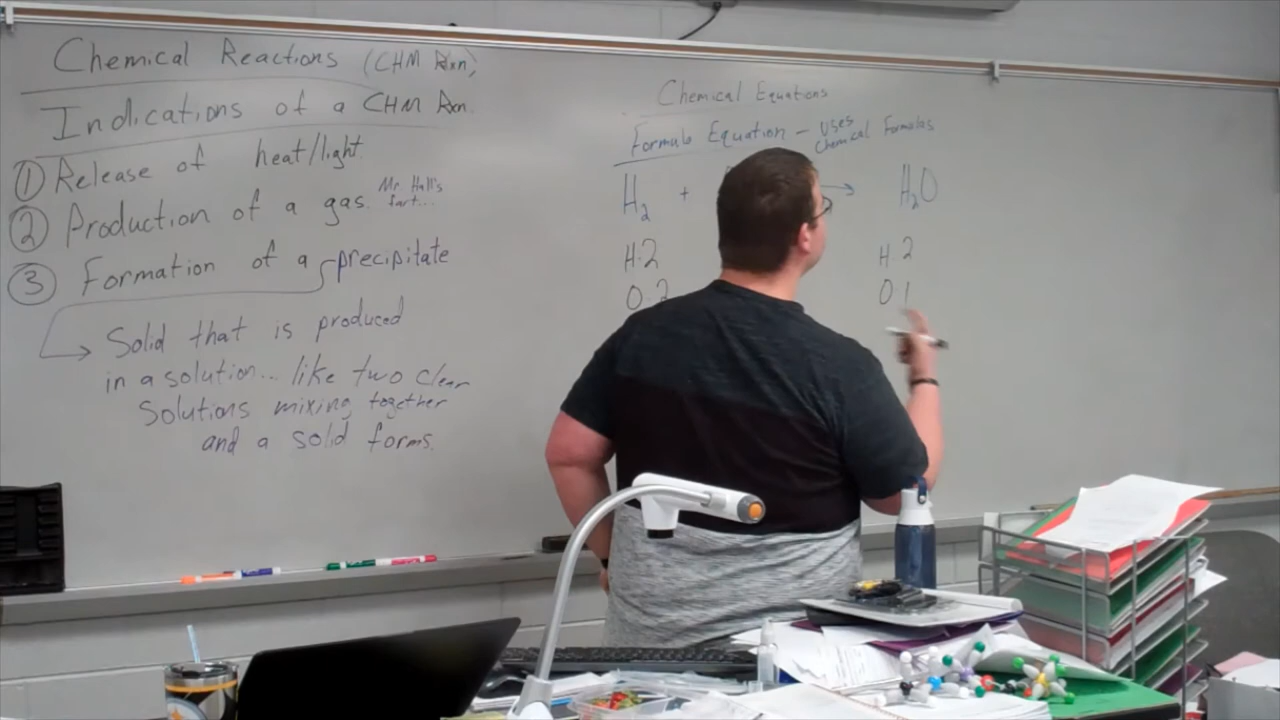 Chemical Reactions (CHM Rxn)
Indications of a CHM Rxn.
① Release of heat/light
② Production of a gas. Mr Hall's fart...
③ Formation of a precipitate
Solid that is produced
in a solution... like two clear
Solutions mixing together
and a solid forms.
Chemical Equations
Formula Equation - Uses Chemical Formulas
H₂ + → H₂O
H·2 H·2
O·2 O·1